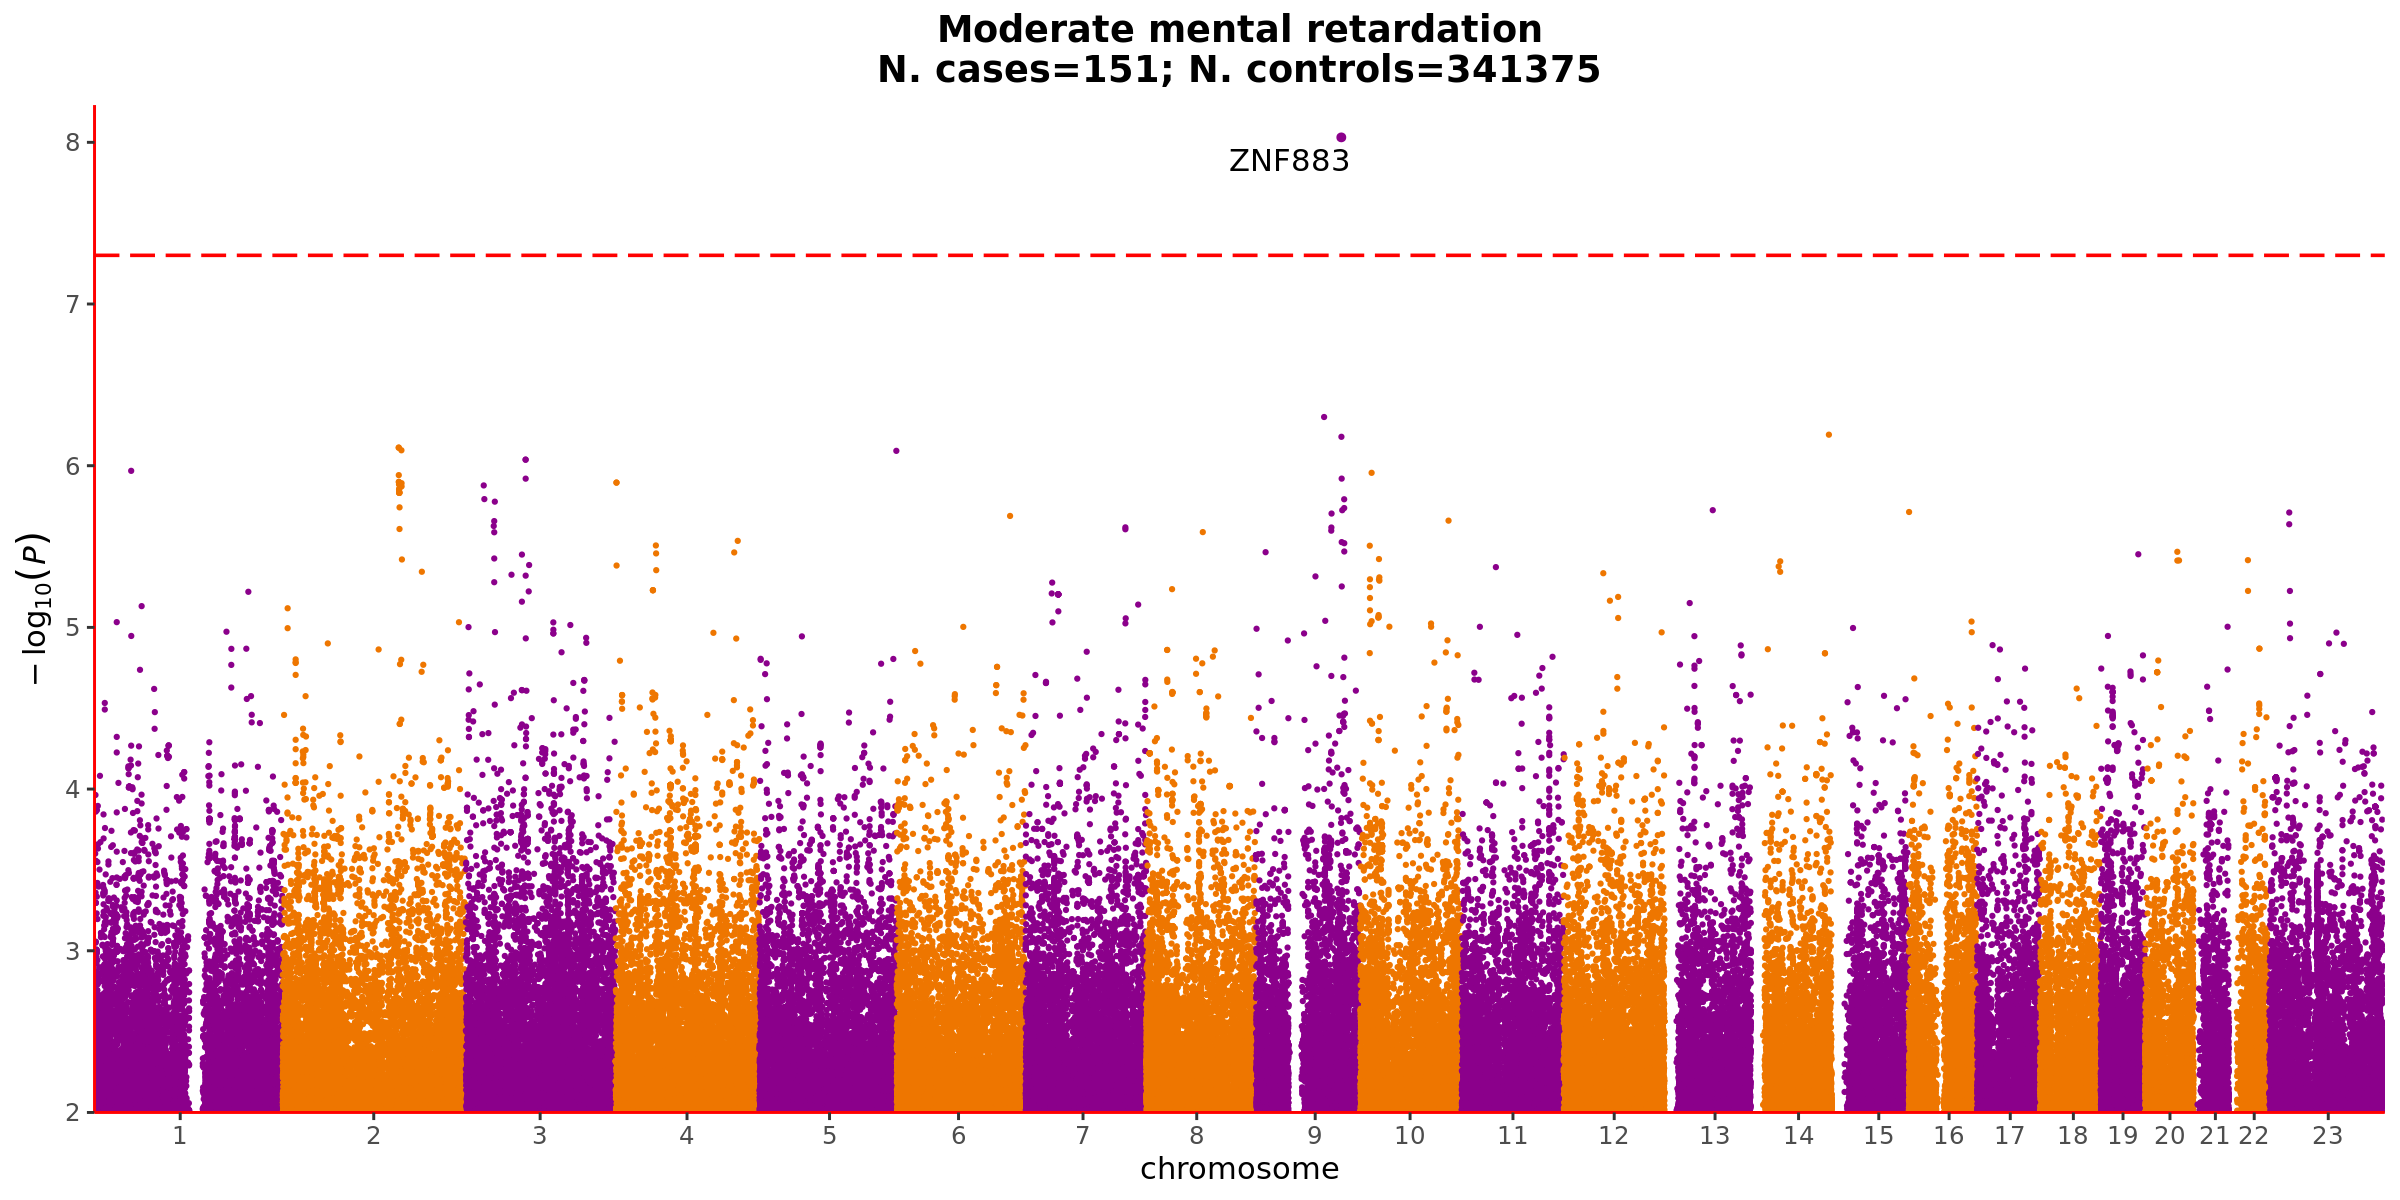 Moderate mental retardation
N. cases=151; N. controls=341375
8
ZNF883
7
6
− log₁₀(P)
5
4
3
2
1 2 3 4 5 6 7 8 9 10 11 12 13 14 15 16 17 18 19 20 21 22 23
chromosome